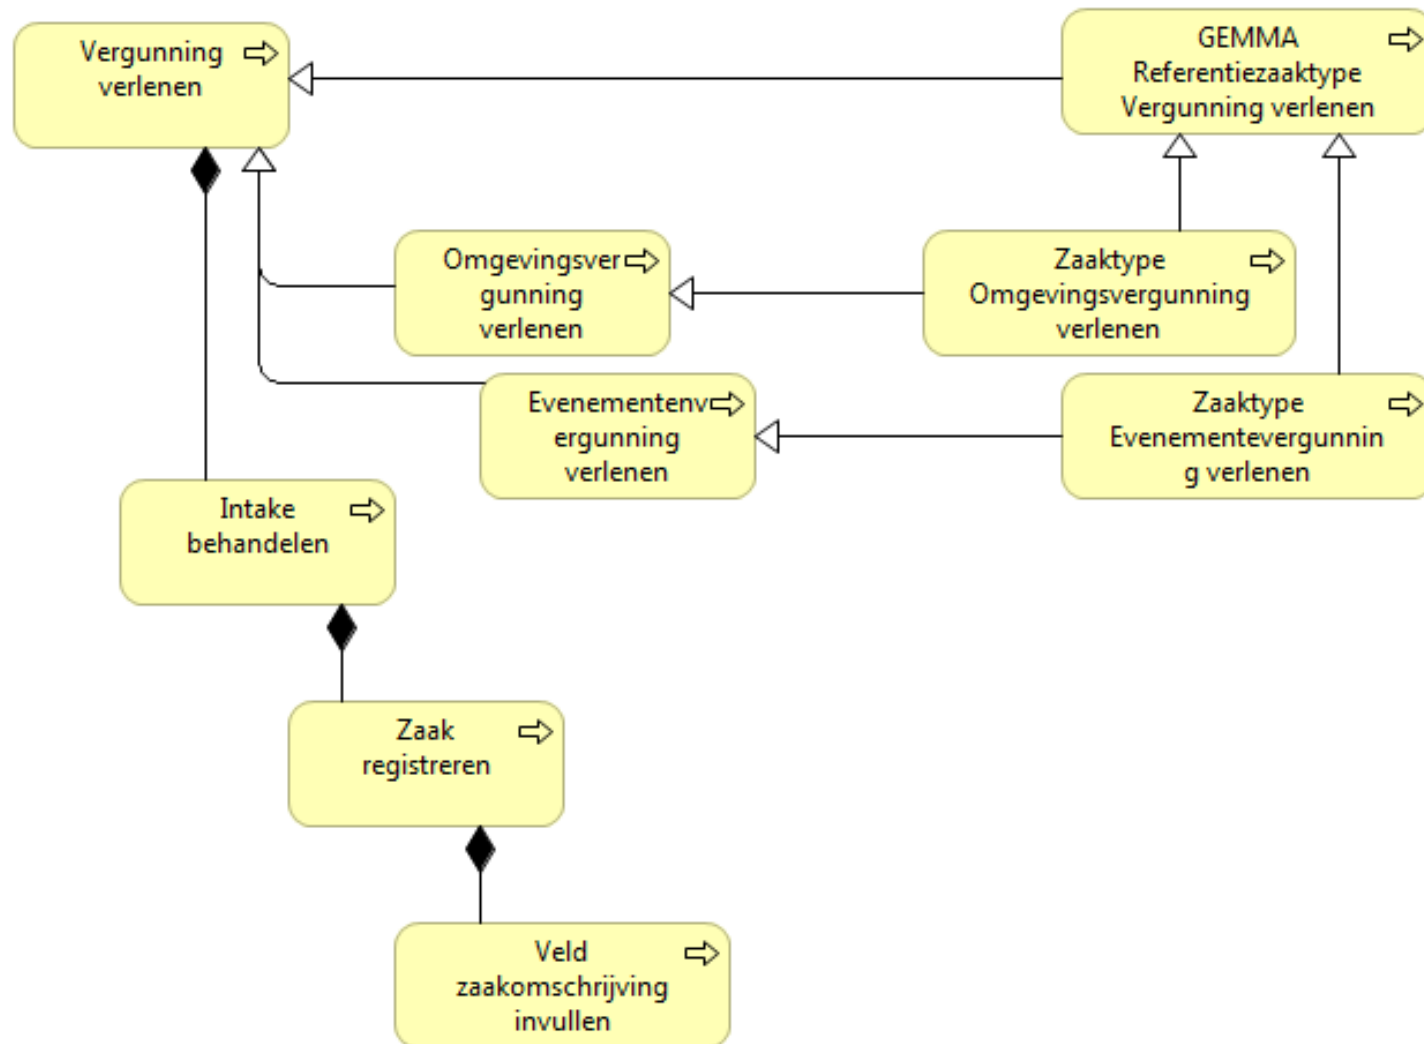 Vergunning
verlenen
GEMMA
Referentiezaaktype
Vergunning verlenen
Omgevingsver
gunning
verlenen
Zaaktype
Omgevingsvergunning
verlenen
Evenementenv
ergunning
verlenen
Zaaktype
Evenementevergunnin
g verlenen
Intake
behandelen
Zaak
registreren
Veld
zaakomschrijving
invullen